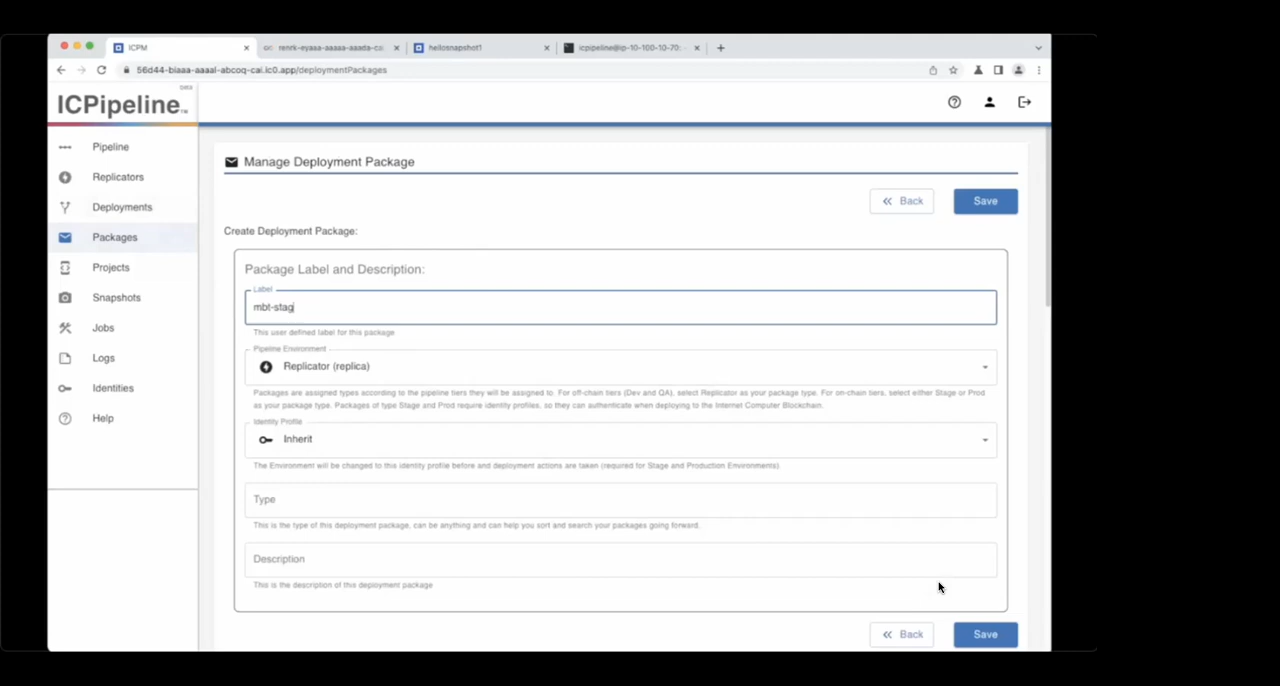 ICPM
renrk-eyaaa-aaaaa-aaada-cai
hellosnapshot1
icpipeline@ip-10-100-10-70: -
56d44-biaaa-aaaal-abcoq-cai.ic0.app/deploymentPackages
BETA
ICPipeline™
Pipeline
Replicators
Deployments
Packages
Projects
Snapshots
Jobs
Logs
Identities
Help
Manage Deployment Package
Back
Save
Create Deployment Package:
Package Label and Description:
Label
mbt-stag
This user defined label for this package
Pipeline Environment
Replicator (replica)
Packages are assigned types according to the pipeline tiers they will be assigned to. For off-chain tiers (Dev and QA), select Replicator as your package type. For on-chain tiers, select either Stage or Prod
as your package type. Packages of type Stage and Prod require identity profiles, so they can authenticate when deploying to the Internet Computer Blockchain.
Identity Profile
Inherit
The Environment will be changed to this identity profile before and deployment actions are taken (required for Stage and Production Environments).
Type
This is the type of this deployment package, can be anything and can help you sort and search your packages going forward.
Description
This is the description of this deployment package
Back
Save